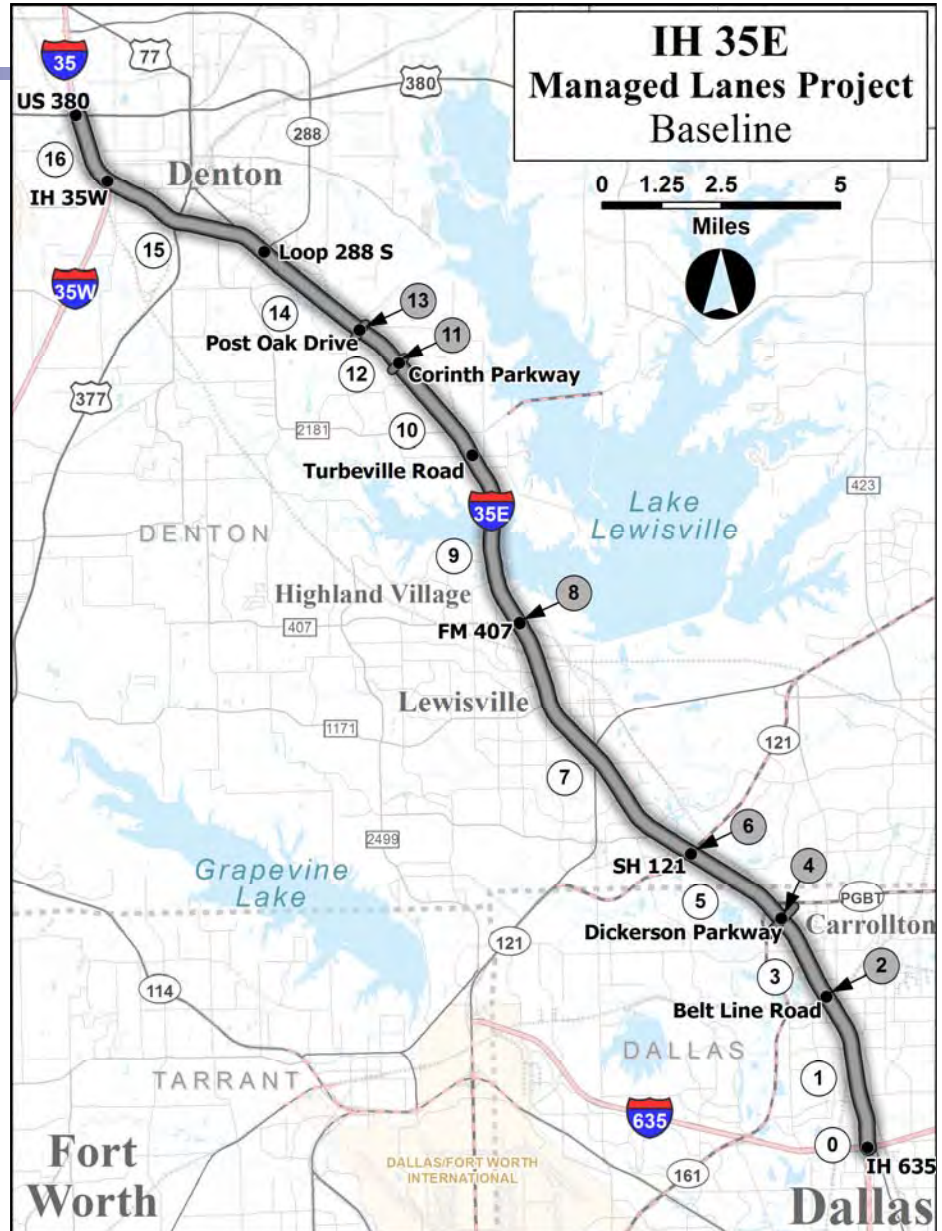 IH 35E
Managed Lanes Project
Baseline
0 1.25 2.5 5
Miles
35
77
US 380
380
288
16
Denton
IH 35W
15
Loop 288 S
35W
14
13
Post Oak Drive
11
12
Corinth Parkway
377
10
2181
Turbeville Road
423
35E
Lake
Lewisville
DENTON
9
Highland Village
8
407
FM 407
Lewisville
1171
121
7
6
2499
SH 121
4
Grapevine
Lake
5
PGBT
Dickerson Parkway
Carrollton
121
3
2
114
Belt Line Road
DALLAS
TARRANT
1
635
0
IH 635
Fort
Worth
DALLAS/FORT WORTH
INTERNATIONAL
161
Dallas